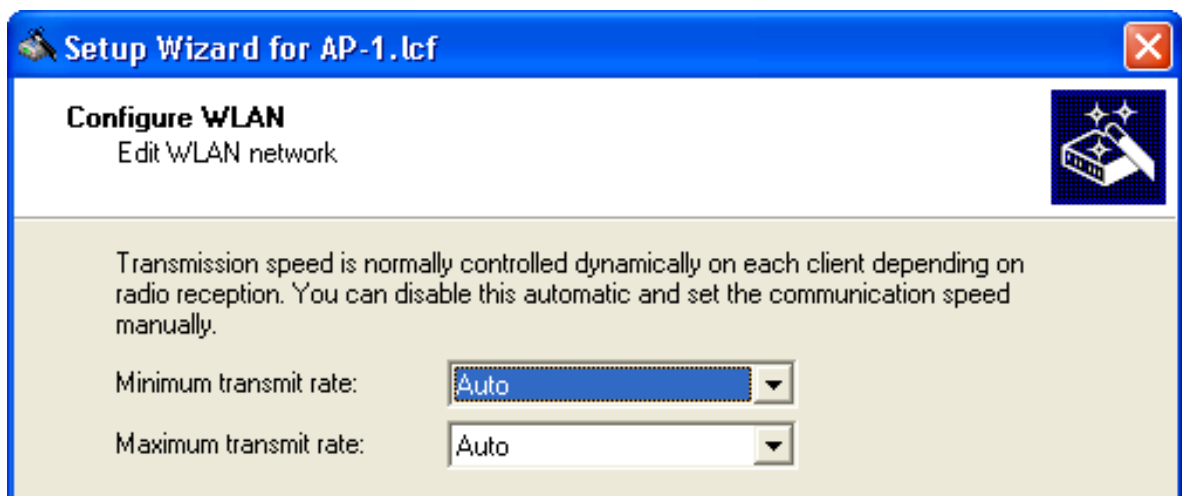 Setup Wizard for AP-1.lcf
Configure WLAN
Edit WLAN network
Transmission speed is normally controlled dynamically on each client depending on
radio reception. You can disable this automatic and set the communication speed
manually.
Minimum transmit rate: Auto
Maximum transmit rate: Auto